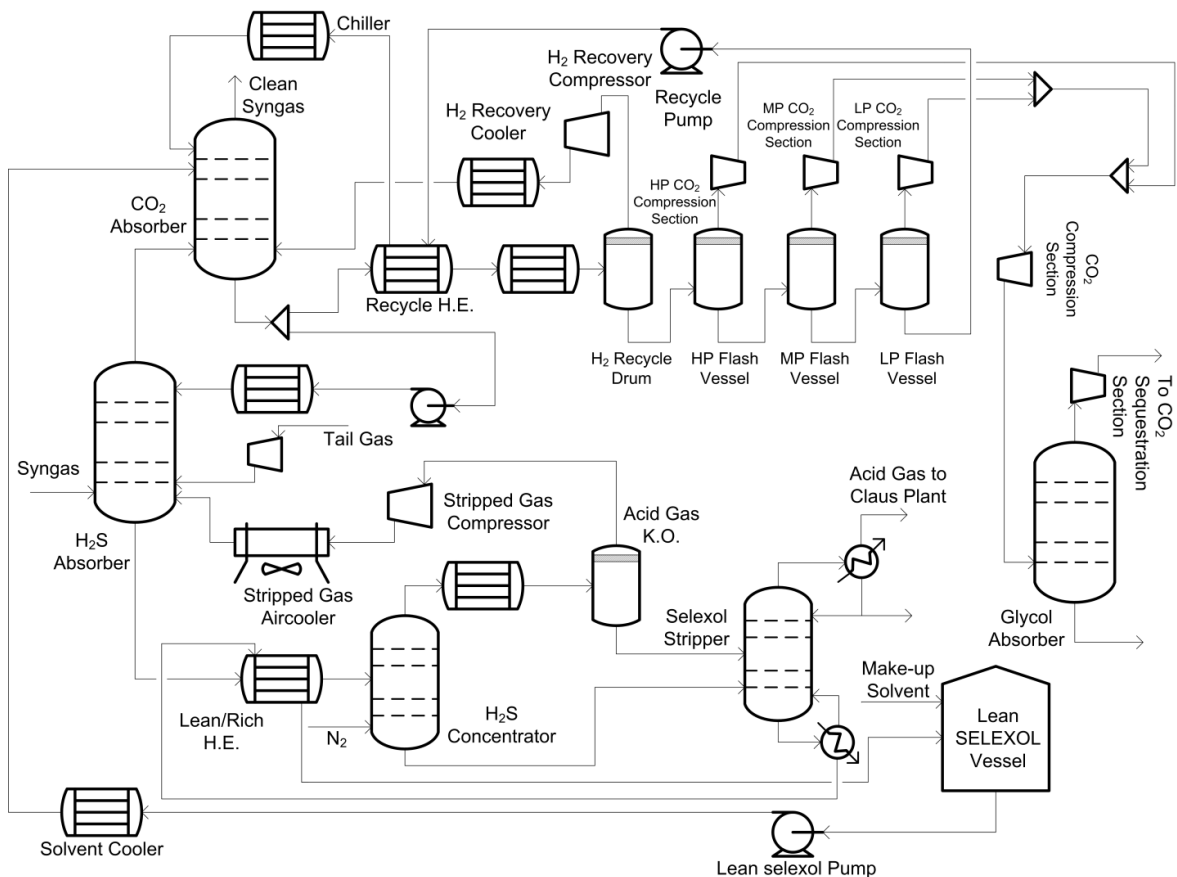 Chiller
Clean
Syngas
CO₂
Absorber
H₂ Recovery
Cooler
H₂ Recovery
Compressor
Recycle
Pump
HP CO₂
Compression
Section
MP CO₂
Compression
Section
LP CO₂
Compression
Section
CO₂
Compression
Section
Recycle H.E.
H₂ Recycle
Drum
HP Flash
Vessel
MP Flash
Vessel
LP Flash
Vessel
To CO₂
Sequestration
Section
Tail Gas
Syngas
H₂S
Absorber
Stripped Gas
Compressor
Stripped Gas
Aircooler
Acid Gas
K.O.
Acid Gas to
Claus Plant
Selexol
Stripper
Glycol
Absorber
Lean/Rich
H.E.
N₂
H₂S
Concentrator
Make-up
Solvent
Lean
SELEXOL
Vessel
Solvent Cooler
Lean selexol Pump